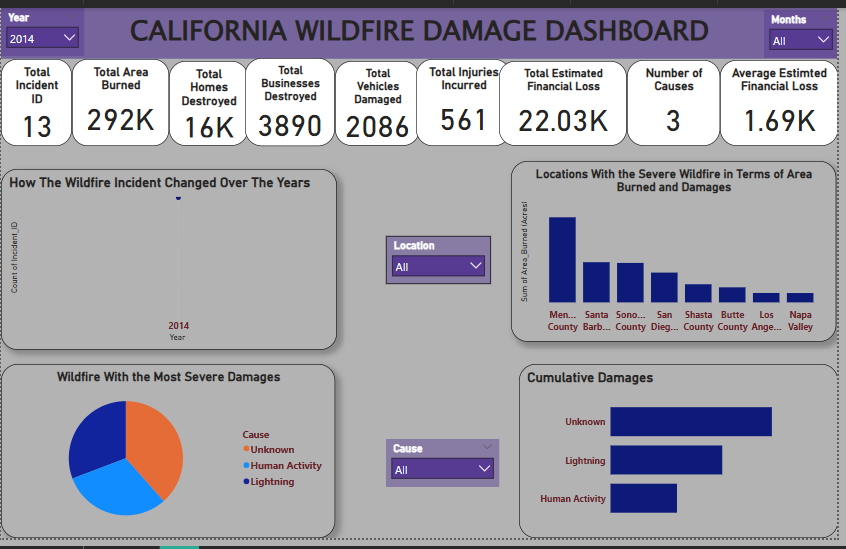 Year
2014
CALIFORNIA WILDFIRE DAMAGE DASHBOARD
Months
All
Total
Incident
ID
13
Total Area
Burned
292K
Total
Homes
Destroyed
16K
Total
Businesses
Destroyed
3890
Total
Vehicles
Damaged
2086
Total Injuries
Incurred
561
Total Estimated
Financial Loss
22.03K
Number of
Causes
3
Average Estimted
Financial Loss
1.69K
How The Wildfire Incident Changed Over The Years
Count of Incident_ID
2014
Year
Location
All
Locations With the Severe Wildfire in Terms of Area
Burned and Damages
Sum of Area_Burned (Acres)
Men...
County
Santa
Barb...
Sono...
County
San
Dieg...
Shasta
County
Butte
County
Los
Ange...
Napa
Valley
Wildfire With the Most Severe Damages
Cause
Unknown
Human Activity
Lightning
Cause
All
Cumulative Damages
Unknown
Lightning
Human Activity